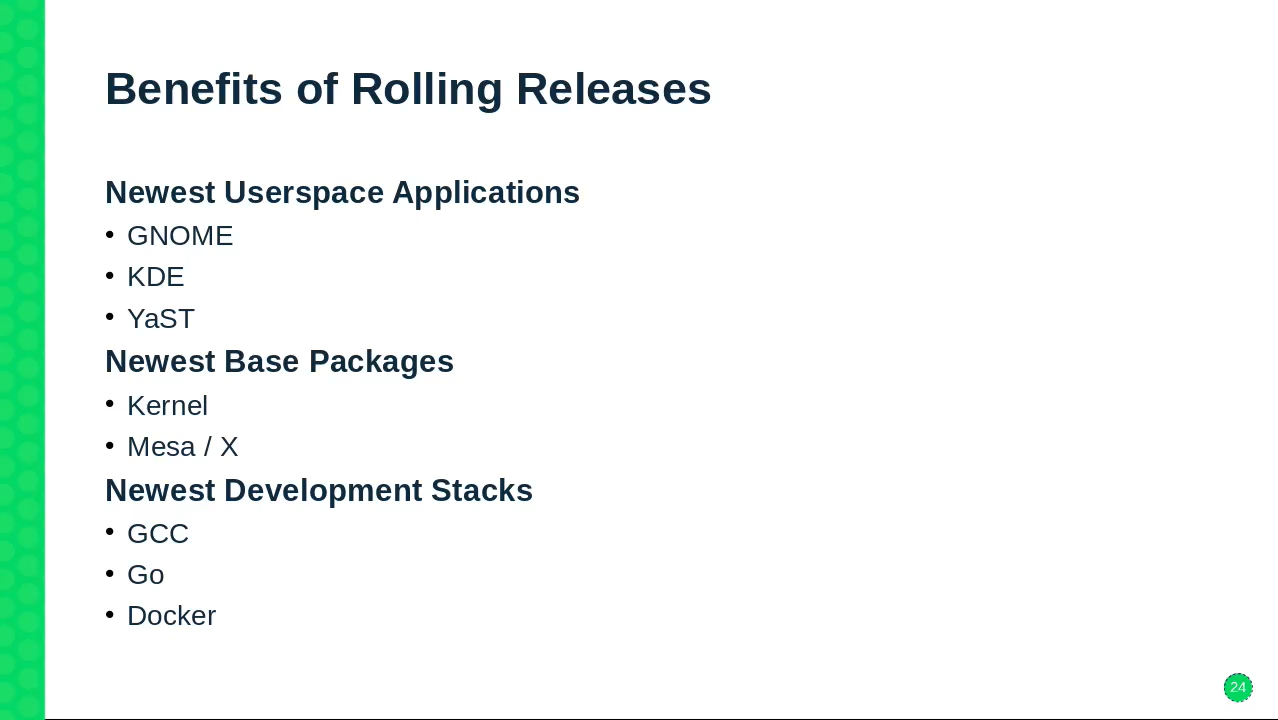 Benefits of Rolling Releases
Newest Userspace Applications
• GNOME
• KDE
• YaST
Newest Base Packages
• Kernel
• Mesa / X
Newest Development Stacks
• GCC
• Go
• Docker
24